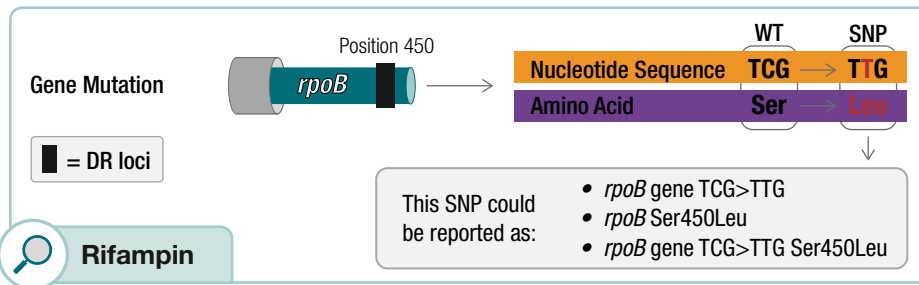 WT SNP
Position 450
Gene Mutation
rpoB
Nucleotide Sequence TCG TTG
Amino Acid Ser Leu
= DR loci
This SNP could
be reported as:
• rpoB gene TCG>TTG
• rpoB Ser450Leu
• rpoB gene TCG>TTG Ser450Leu
Rifampin